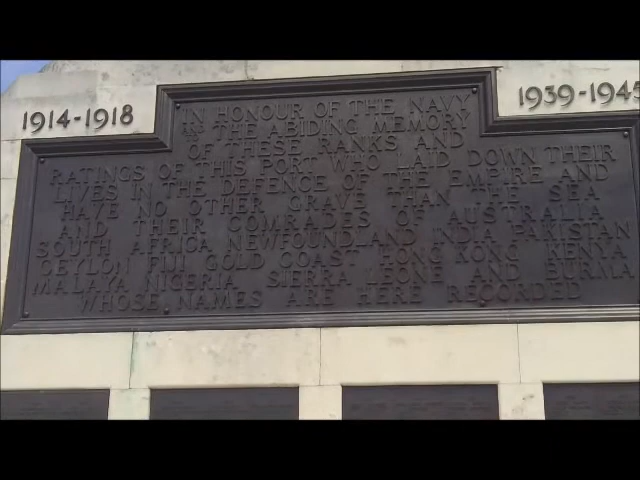 1914-1918
1939-1945
IN HONOUR OF THE NAVY
AND TO THE ABIDING MEMORY
OF THESE RANKS AND
RATINGS OF THIS PORT WHO LAID DOWN THEIR
LIVES IN THE DEFENCE OF THE EMPIRE AND
HAVE NO OTHER GRAVE THAN THE SEA
AND THEIR COMRADES OF AUSTRALIA
SOUTH AFRICA NEWFOUNDLAND INDIA PAKISTAN
CEYLON FIJI GOLD COAST HONG KONG KENYA
MALAYA NIGERIA SIERRA LEONE AND BURMA
WHOSE NAMES ARE HERE RECORDED